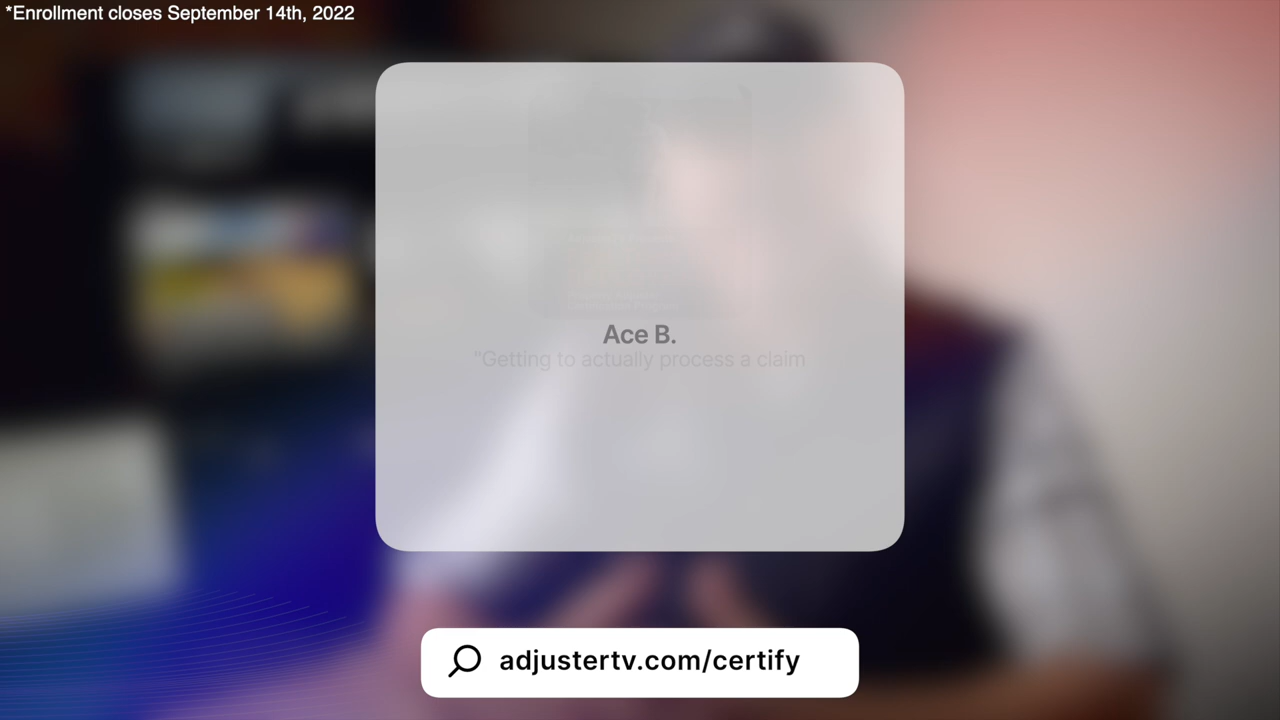 *Enrollment closes September 14th, 2022
Ace B.
"Getting to actually process a claim
adjustertv.com/certify